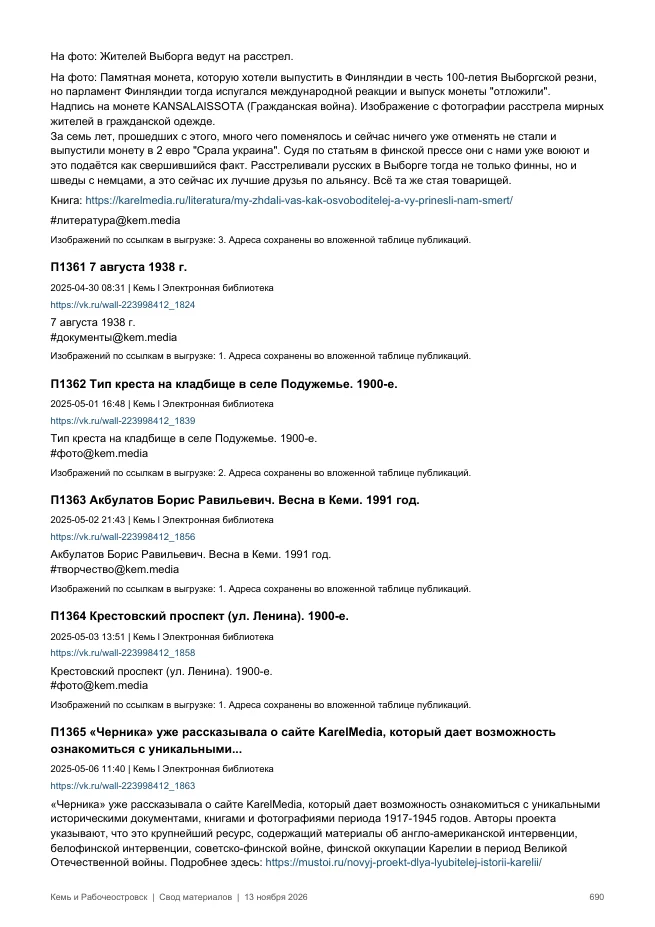 На фото: Жителей Выборга ведут на расстрел.
На фото: Памятная монета, которую хотели выпустить в Финляндии в честь 100-летия Выборгской резни,
но парламент Финляндии тогда испугался международной реакции и выпуск монеты "отложили".
Надпись на монете KANSALAISSOTA (Гражданская война). Изображение с фотографии расстрела мирных
жителей в гражданской одежде.
За семь лет, прошедших с этого, много чего поменялось и сейчас ничего уже отменять не стали и
выпустили монету в 2 евро "Срала украина". Судя по статьям в финской прессе они с нами уже воюют и
это подаётся как свершившийся факт. Расстреливали русских в Выборге тогда не только финны, но и
шведы с немцами, а это сейчас их лучшие друзья по альянсу. Всё та же стая товарищей.
Книга: https://karelmedia.ru/literatura/my-zhdali-vas-kak-osvoboditelej-a-vy-prinesli-nam-smert/
#литература@kem.media
Изображений по ссылкам в выгрузке: 3. Адреса сохранены во вложенной таблице публикаций.
П1361 7 августа 1938 г.
2025-04-30 08:31 | Кемь l Электронная библиотека
https://vk.ru/wall-223998412_1824
7 августа 1938 г.
#документы@kem.media
Изображений по ссылкам в выгрузке: 1. Адреса сохранены во вложенной таблице публикаций.
П1362 Тип креста на кладбище в селе Подужемье. 1900-е.
2025-05-01 16:48 | Кемь l Электронная библиотека
https://vk.ru/wall-223998412_1839
Тип креста на кладбище в селе Подужемье. 1900-е.
#фото@kem.media
Изображений по ссылкам в выгрузке: 2. Адреса сохранены во вложенной таблице публикаций.
П1363 Акбулатов Борис Равильевич. Весна в Кеми. 1991 год.
2025-05-02 21:43 | Кемь l Электронная библиотека
https://vk.ru/wall-223998412_1856
Акбулатов Борис Равильевич. Весна в Кеми. 1991 год.
#творчество@kem.media
Изображений по ссылкам в выгрузке: 1. Адреса сохранены во вложенной таблице публикаций.
П1364 Крестовский проспект (ул. Ленина). 1900-е.
2025-05-03 13:51 | Кемь l Электронная библиотека
https://vk.ru/wall-223998412_1858
Крестовский проспект (ул. Ленина). 1900-е.
#фото@kem.media
Изображений по ссылкам в выгрузке: 1. Адреса сохранены во вложенной таблице публикаций.
П1365 «Черника» уже рассказывала о сайте KarelMedia, который дает возможность
ознакомиться с уникальными...
2025-05-06 11:40 | Кемь l Электронная библиотека
https://vk.ru/wall-223998412_1863
«Черника» уже рассказывала о сайте KarelMedia, который дает возможность ознакомиться с уникальными
историческими документами, книгами и фотографиями периода 1917-1945 годов. Авторы проекта
указывают, что это крупнейший ресурс, содержащий материалы об англо-американской интервенции,
белофинской интервенции, советско-финской войне, финской оккупации Карелии в период Великой
Отечественной войны. Подробнее здесь: https://mustoi.ru/novyj-proekt-dlya-lyubitelej-istorii-karelii/
Кемь и Рабочеостровск | Свод материалов | 13 ноября 2026
690